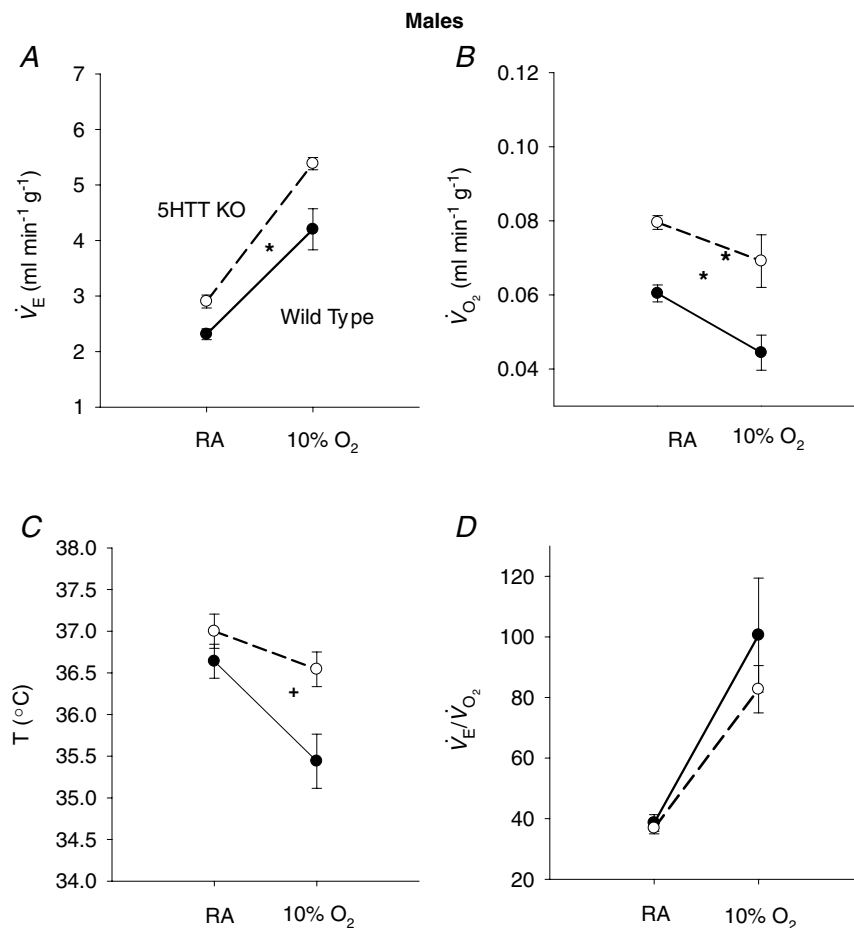 Males
A
7
6
5
4
3
2
1
V̇E (ml min⁻¹ g⁻¹)
5HTT KO
*
Wild Type
RA
10% O₂
B
0.12
0.10
0.08
0.06
0.04
V̇O₂ (ml min⁻¹ g⁻¹)
*
*
RA
10% O₂
C
38.0
37.5
37.0
36.5
36.0
35.5
35.0
34.5
34.0
T (°C)
+
RA
10% O₂
D
120
100
80
60
40
20
V̇E/V̇O₂
RA
10% O₂